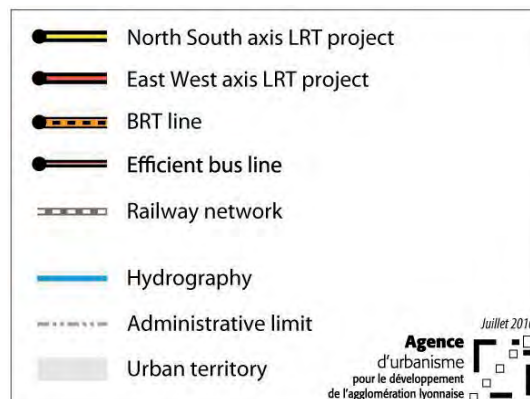 North South axis LRT project
East West axis LRT project
BRT line
Efficient bus line
Railway network
Hydrography
Administrative limit
Urban territory
Juillet
Agence
d'urbanisme
pour le développement
de l'agglomération lyonnaise